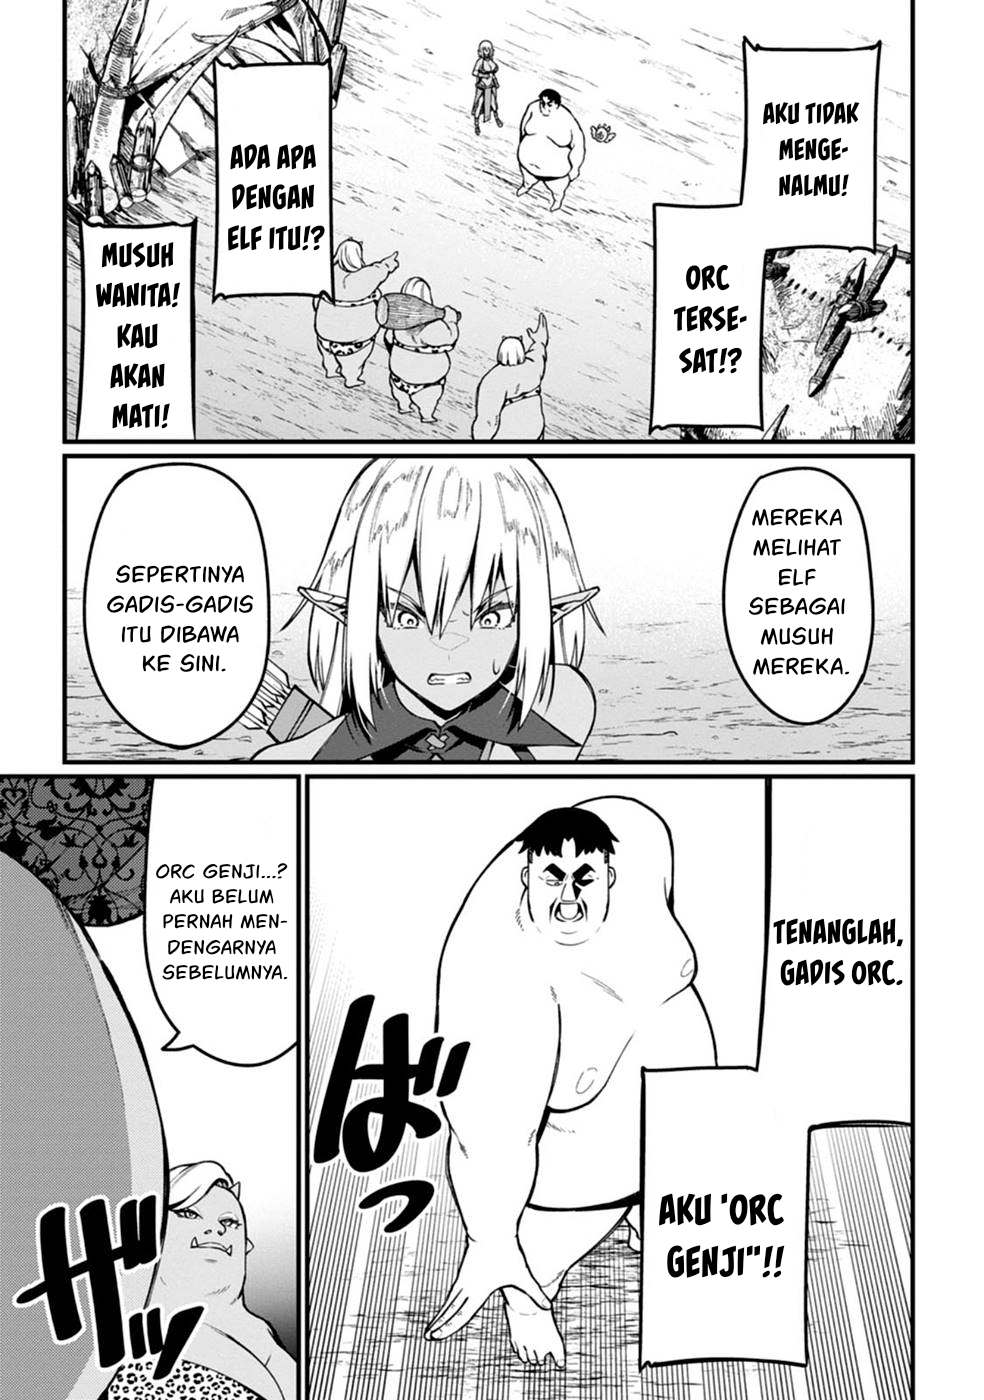 AKU TIDAK
MENGE-
NALMU!
ORC
TERSE-
SAT!?
ADA APA
DENGAN
ELF ITU!?
MUSUH
WANITA!
KAU
AKAN
MATI!
MEREKA
MELIHAT
ELF
SEBAGAI
MUSUH
MEREKA.
SEPERTINYA
GADIS-GADIS
ITU DIBAWA
KE SINI.
TENANGLAH,
GADIS ORC.
AKU 'ORC
GENJI"!!
ばっ
ORC GENJI...?
AKU BELUM
PERNAH MEN-
DENGARNYA
SEBELUMNYA.
ザッ